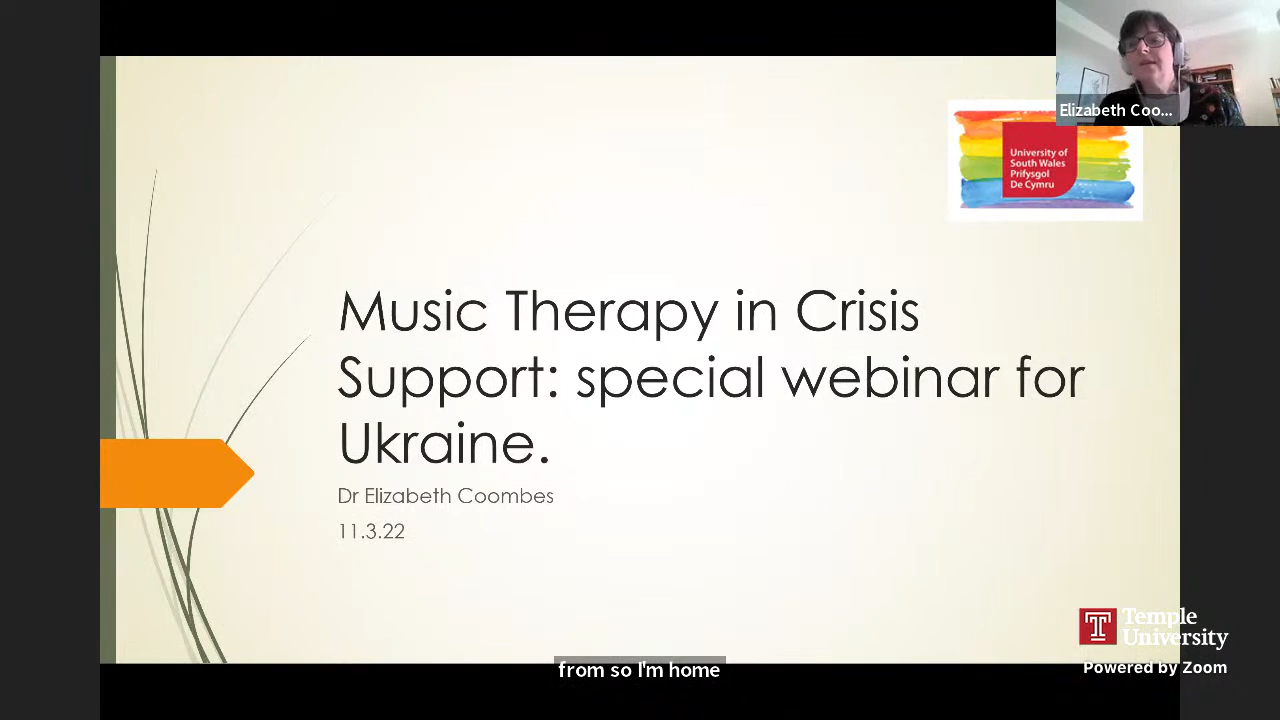 Elizabeth Coo...
University of
South Wales
Prifysgol
De Cymru
Music Therapy in Crisis
Support: special webinar for
Ukraine.
Dr Elizabeth Coombes
11.3.22
Temple
University
Powered by Zoom
from so I'm home